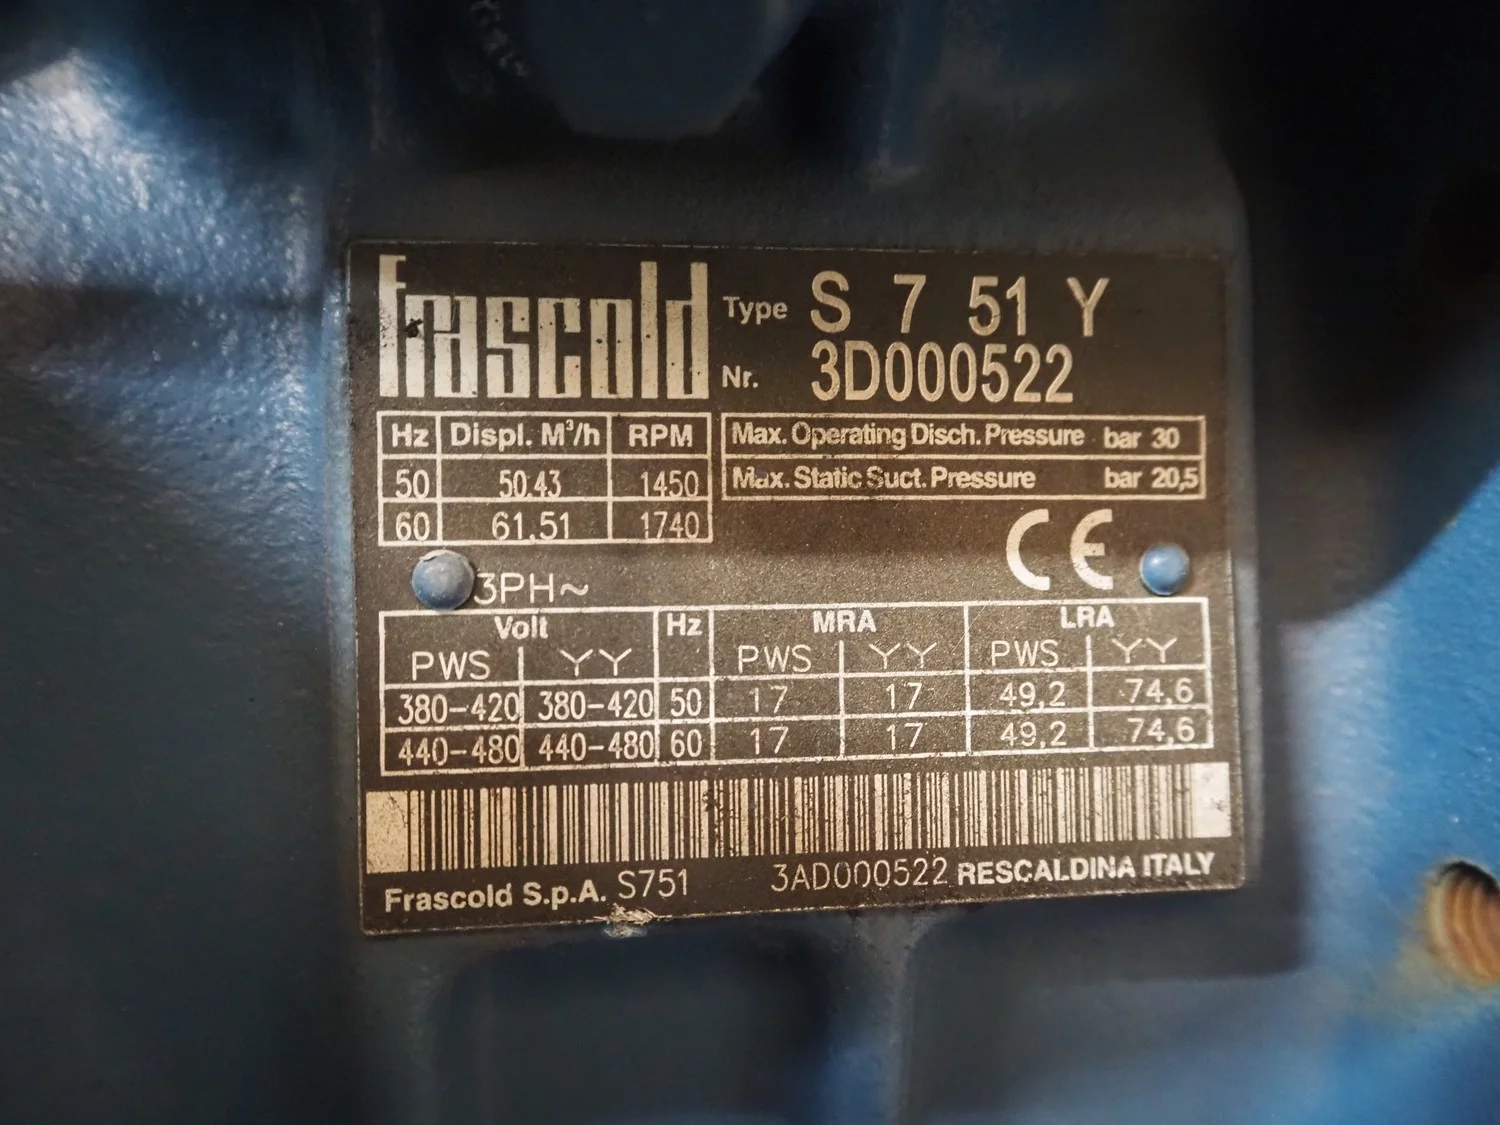 Frascold
Type S 7 51 Y
Nr. 3D000522
Hz Displ. M³/h RPM
50 50.43 1450
60 61.51 1740
Max. Operating Disch. Pressure bar 30
Max. Static Suct. Pressure bar 20,5
CE
3PH~
Volt Hz MRA LRA
PWS YY PWS YY PWS YY
380-420 380-420 50 17 17 49,2 74,6
440-480 440-480 60 17 17 49,2 74,6
Frascold S.p.A. S751 3AD000522 RESCALDINA ITALY